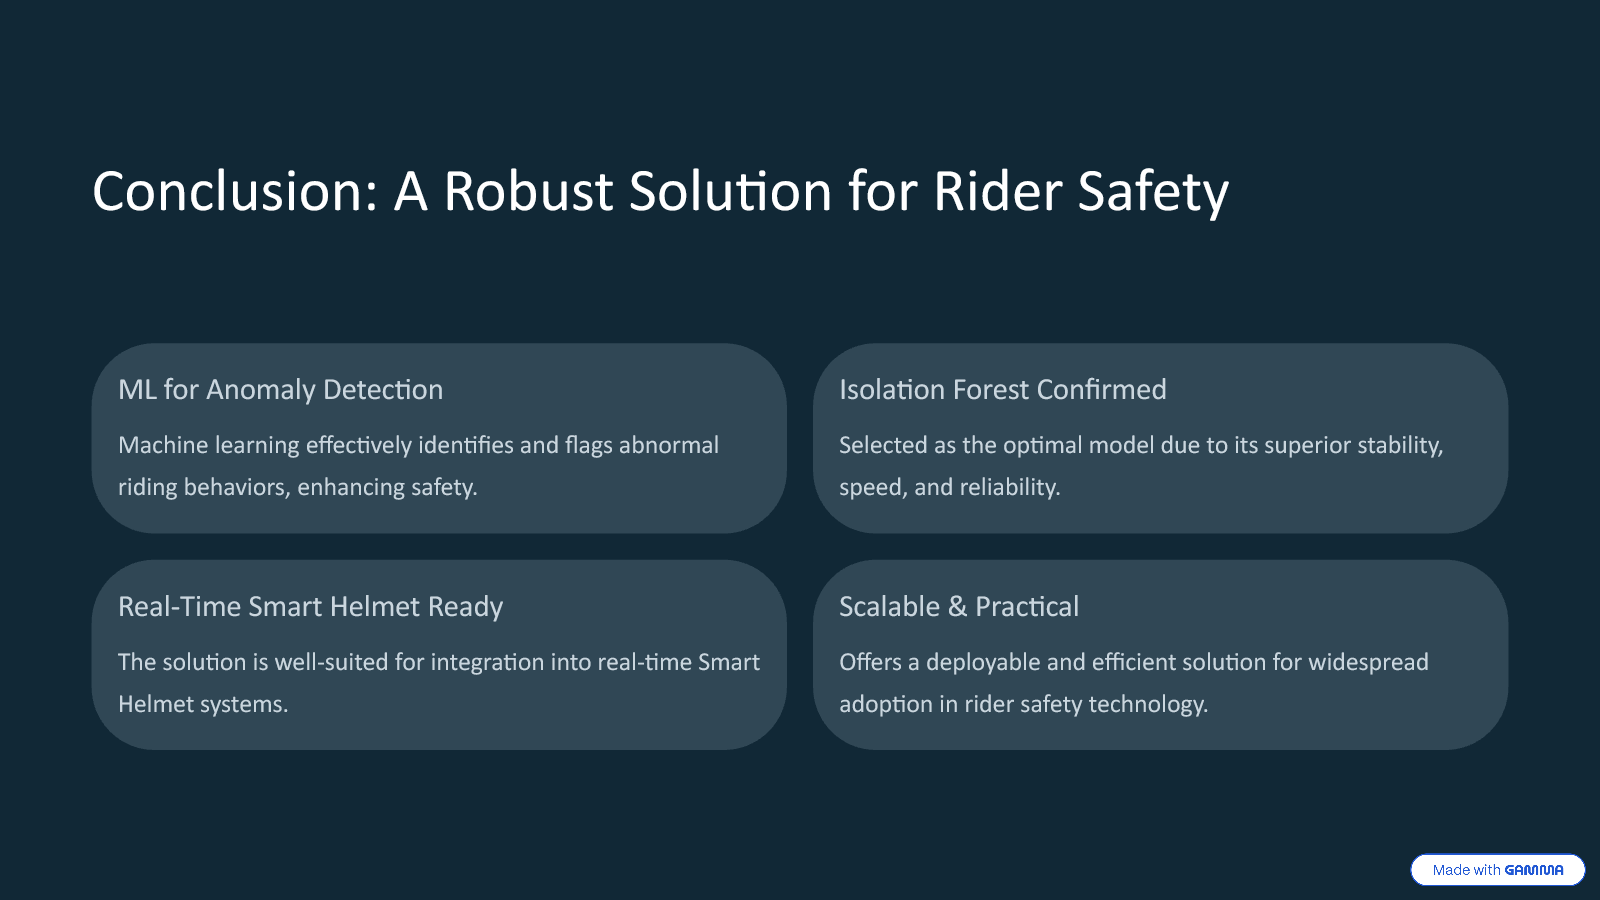 Conclusion: A Robust Solution for Rider Safety
ML for Anomaly Detection
Machine learning effectively identifies and flags abnormal
riding behaviors, enhancing safety.
Isolation Forest Confirmed
Selected as the optimal model due to its superior stability,
speed, and reliability.
Real-Time Smart Helmet Ready
The solution is well-suited for integration into real-time Smart
Helmet systems.
Scalable & Practical
Offers a deployable and efficient solution for widespread
adoption in rider safety technology.
Made with GAMMA